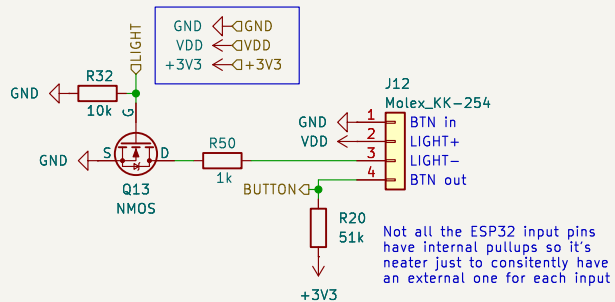 LIGHT
GND GND
VDD VDD
+3V3 +3V3
R32
GND
10k
G
J12
Molex_KK-254
GND 1 BTN in
VDD 2 LIGHT+
3 LIGHT-
4 BTN out
GND S D
R50
1k
Q13
NMOS
BUTTON
R20
51k
+3V3
Not all the ESP32 input pins
have internal pullups so it's
neater just to consitently have
an external one for each input